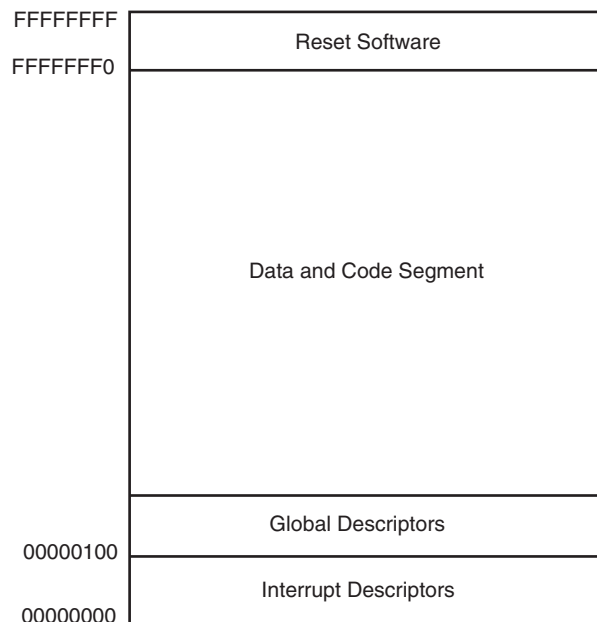 FFFFFFFF
Reset Software
FFFFFFF0
Data and Code Segment
Global Descriptors
00000100
Interrupt Descriptors
00000000